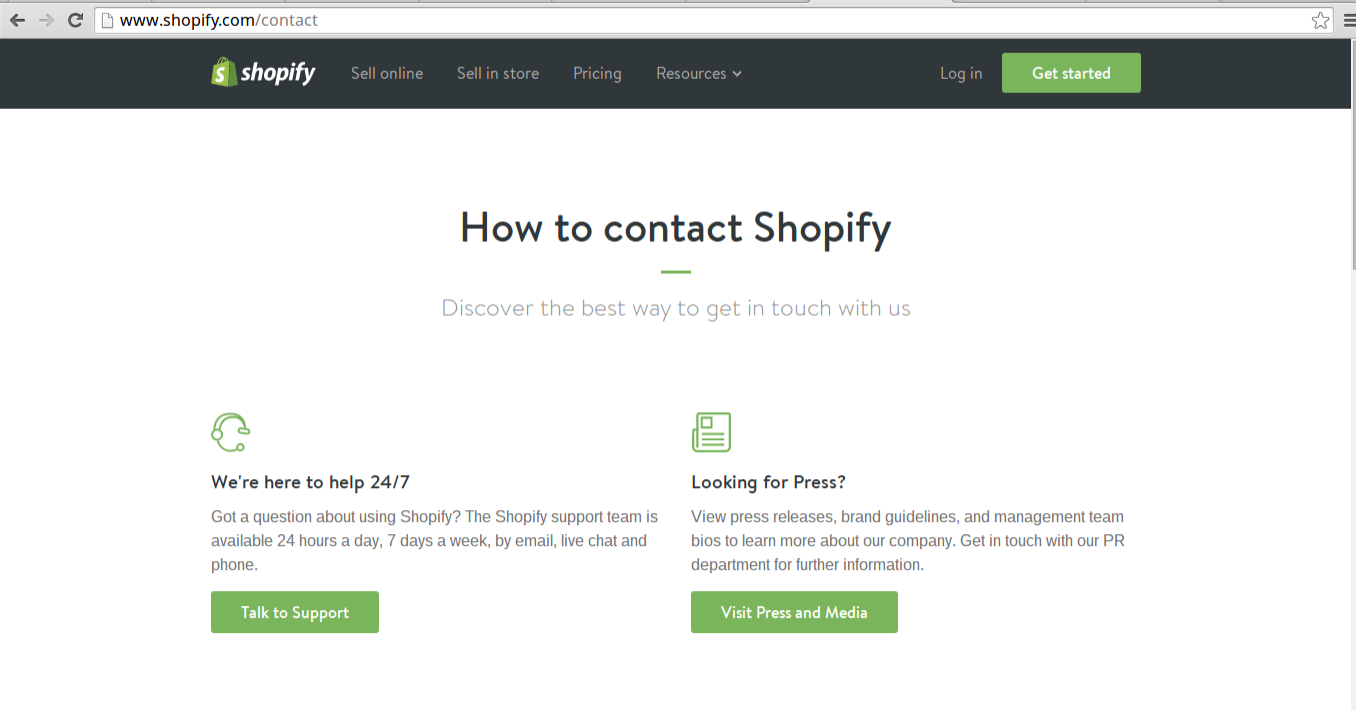 www.shopify.com/contact
shopify Sell online Sell in store Pricing Resources Log in Get started
How to contact Shopify
Discover the best way to get in touch with us
We're here to help 24/7
Got a question about using Shopify? The Shopify support team is
available 24 hours a day, 7 days a week, by email, live chat and
phone.
Talk to Support
Looking for Press?
View press releases, brand guidelines, and management team
bios to learn more about our company. Get in touch with our PR
department for further information.
Visit Press and Media